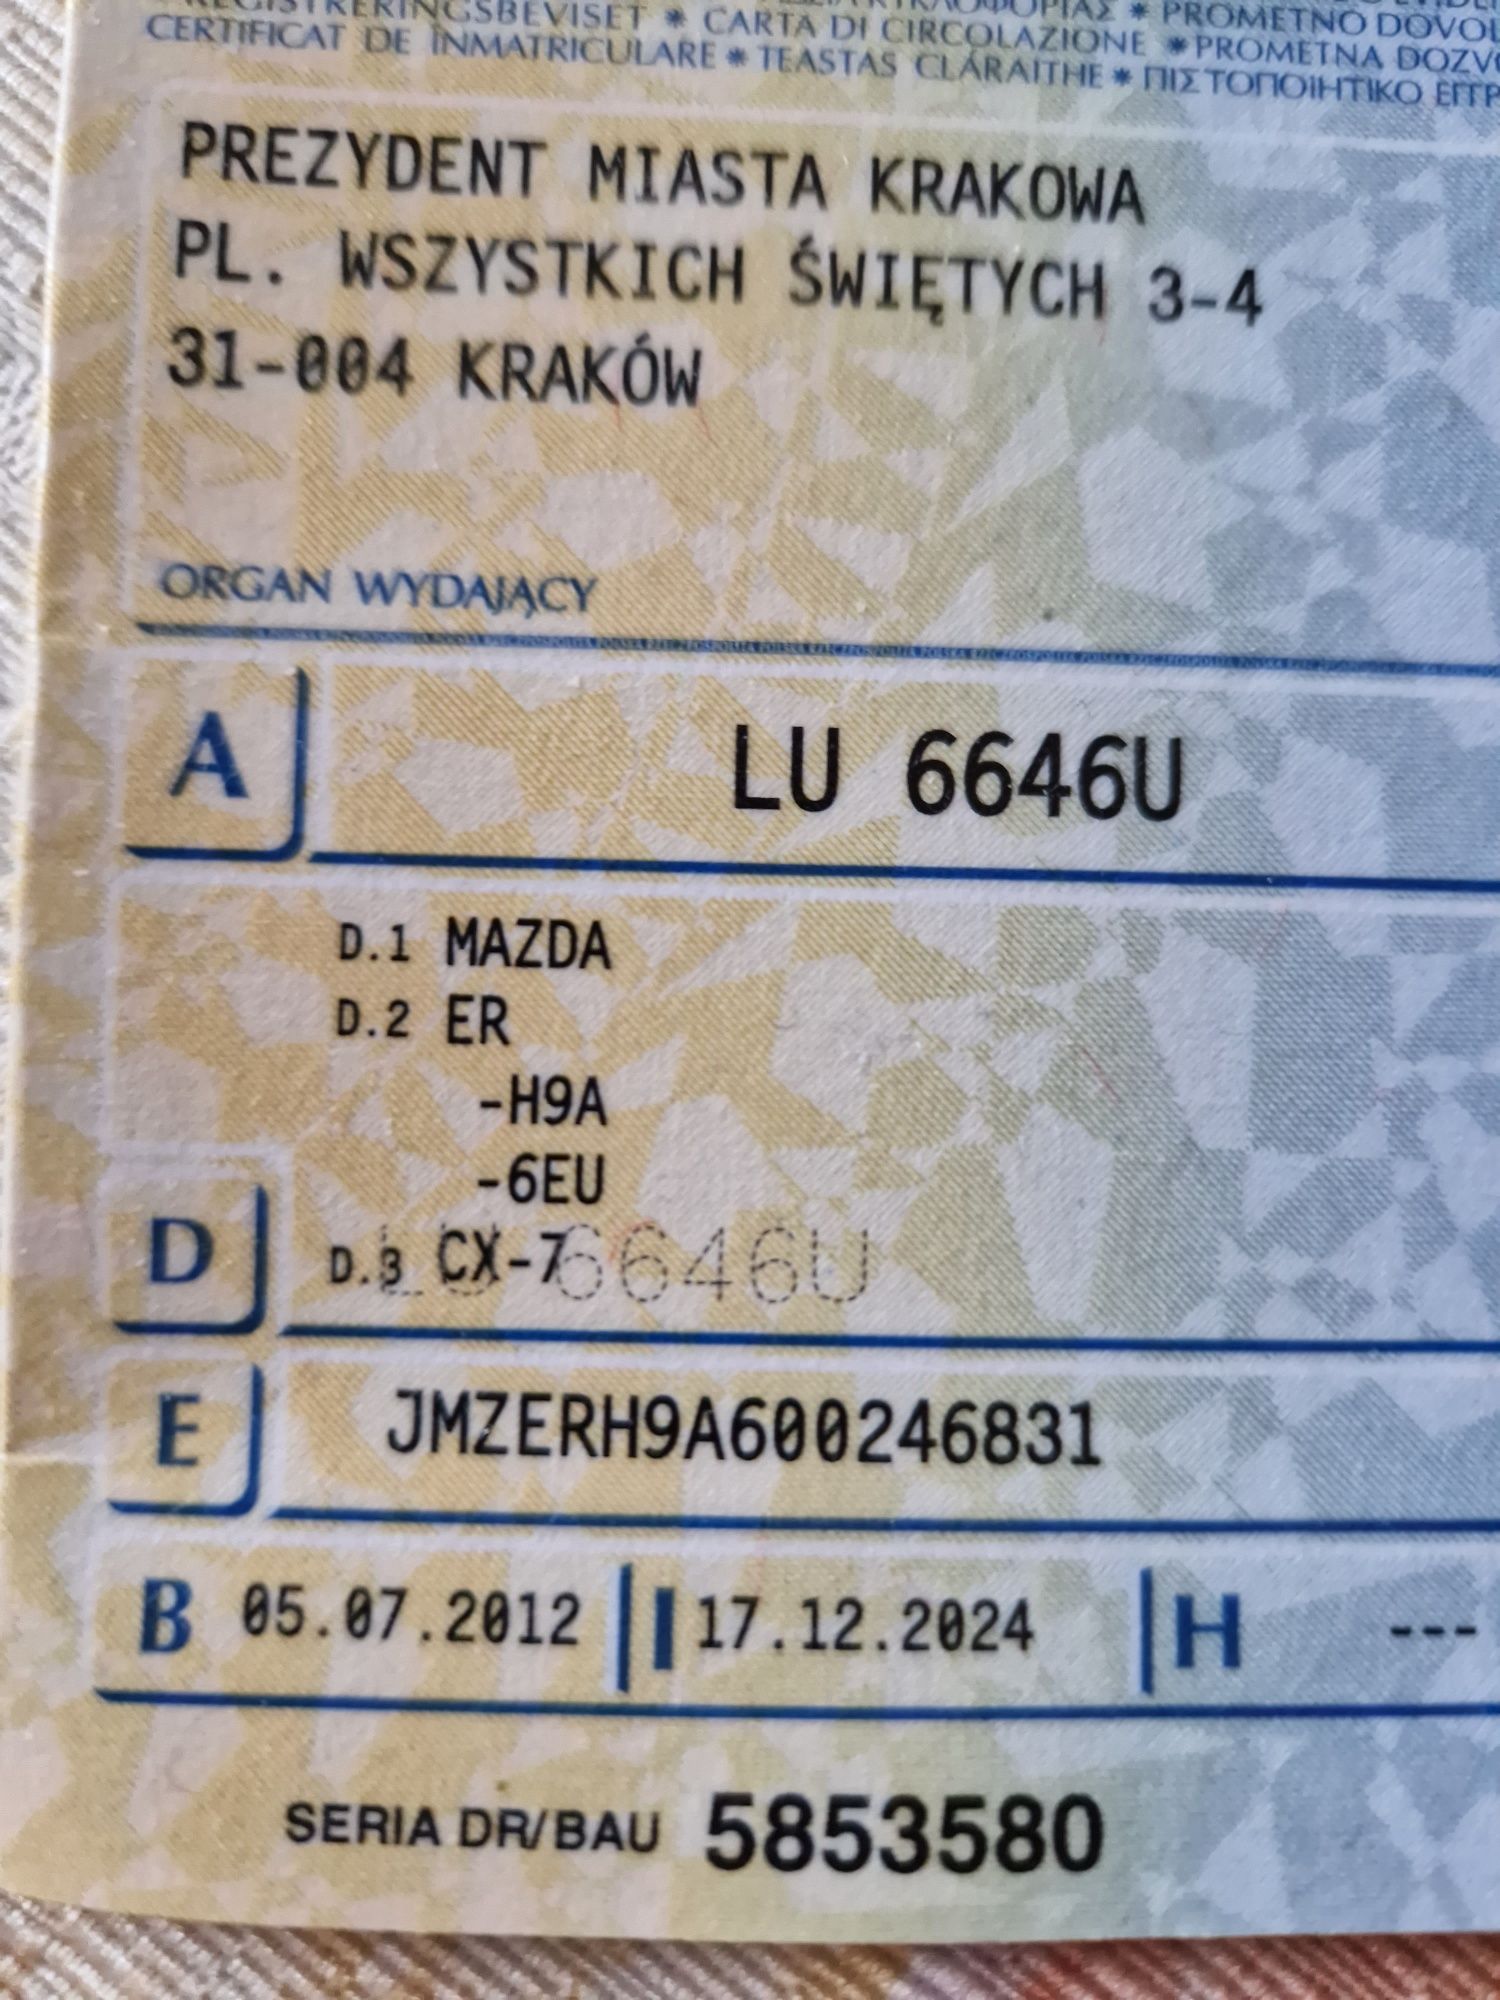 REGISTRERINGSBEVISET * CARTA DI CIRCOLAZIONE * PROMETNO
CERTIFICAT DE ÎNMATRICULARE * TEASTAS CLÁRAITHE * ΠΙΣΤΟΠΟΙΗΤΙΚΟ
PREZYDENT MIASTA KRAKOWA
PL. WSZYSTKICH ŚWIĘTYCH 3-4
31-004 KRAKÓW
ORGAN WYDAJĄCY
A LU 6646U
D.1 MAZDA
D.2 ER
-H9A
-6EU
D D.3 CX-7
LU 6646U
E JMZERH9A600246831
B 05.07.2012 I 17.12.2024 H ---
SERIA DR/BAU 5853580